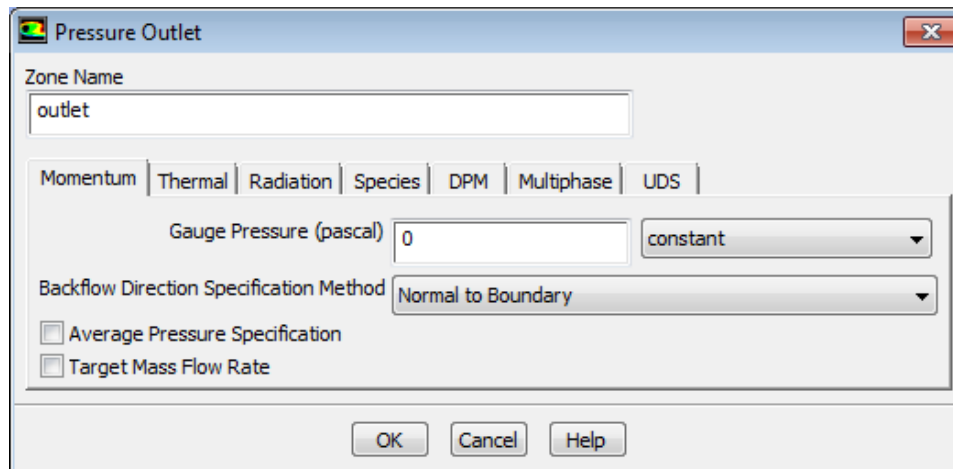 Pressure Outlet
Zone Name
outlet
Momentum Thermal Radiation Species DPM Multiphase UDS
Gauge Pressure (pascal) 0 constant
Backflow Direction Specification Method Normal to Boundary
Average Pressure Specification
Target Mass Flow Rate
OK Cancel Help